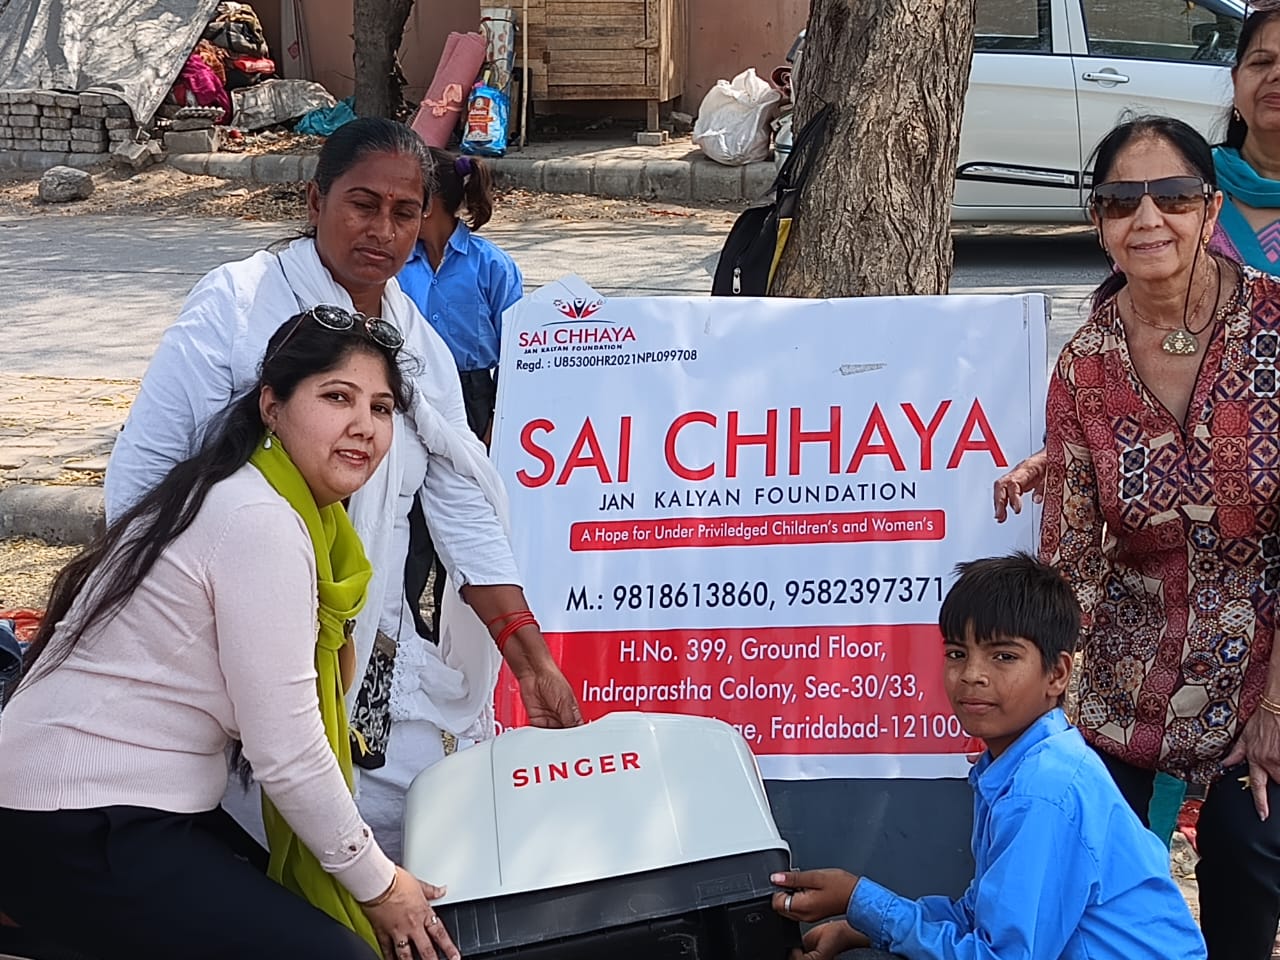 SAI CHHAYA
JAN KALYAN FOUNDATION
Regd. : U85300HR2021NPL099708
SAI CHHAYA
JAN KALYAN FOUNDATION
A Hope for Under Priviledged Children's and Women's
M.: 9818613860, 9582397371
H.No. 399, Ground Floor,
Indraprastha Colony, Sec-30/33,
Faridabad-121003
SINGER